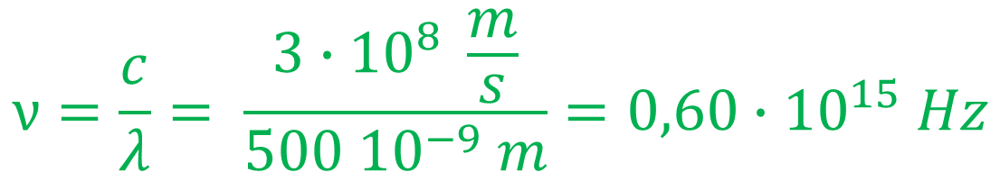 ν = c/λ = (3 · 10⁸ m/s)/(500 10⁻⁹ m) = 0,60 · 10¹⁵ Hz